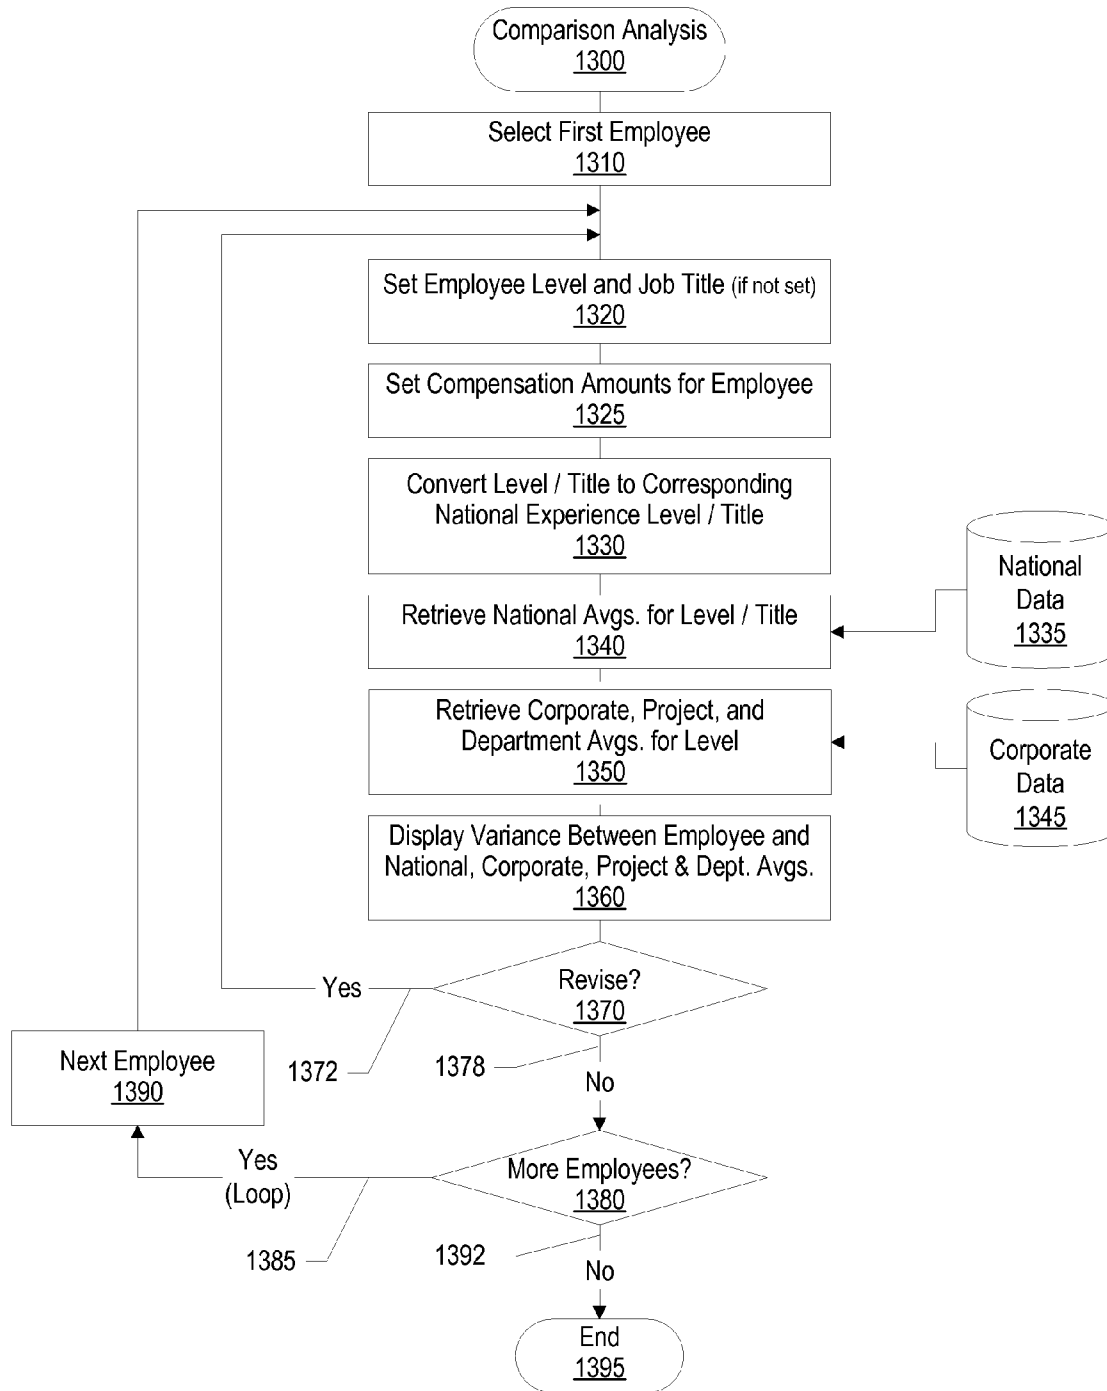 Comparison Analysis
1300
Select First Employee
1310
Set Employee Level and Job Title (if not set)
1320
Set Compensation Amounts for Employee
1325
Convert Level / Title to Corresponding
National Experience Level / Title
1330
National
Data
1335
Retrieve National Avgs. for Level / Title
1340
Retrieve Corporate, Project, and
Department Avgs. for Level
1350
Corporate
Data
1345
Display Variance Between Employee and
National, Corporate, Project & Dept. Avgs.
1360
Revise?
1370
Yes
1372
1378
No
Next Employee
1390
More Employees?
1380
Yes
(Loop)
1385
1392
No
End
1395